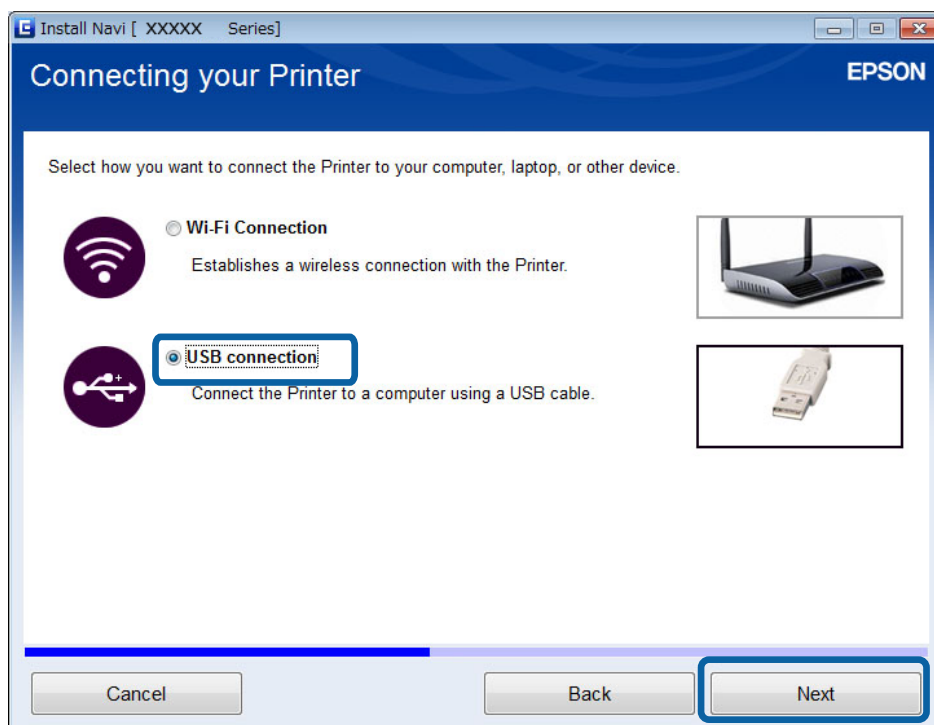 Install Navi [ XXXXX Series]
Connecting your Printer
EPSON
Select how you want to connect the Printer to your computer, laptop, or other device.
Wi-Fi Connection
Establishes a wireless connection with the Printer.
USB connection
Connect the Printer to a computer using a USB cable.
Cancel
Back
Next